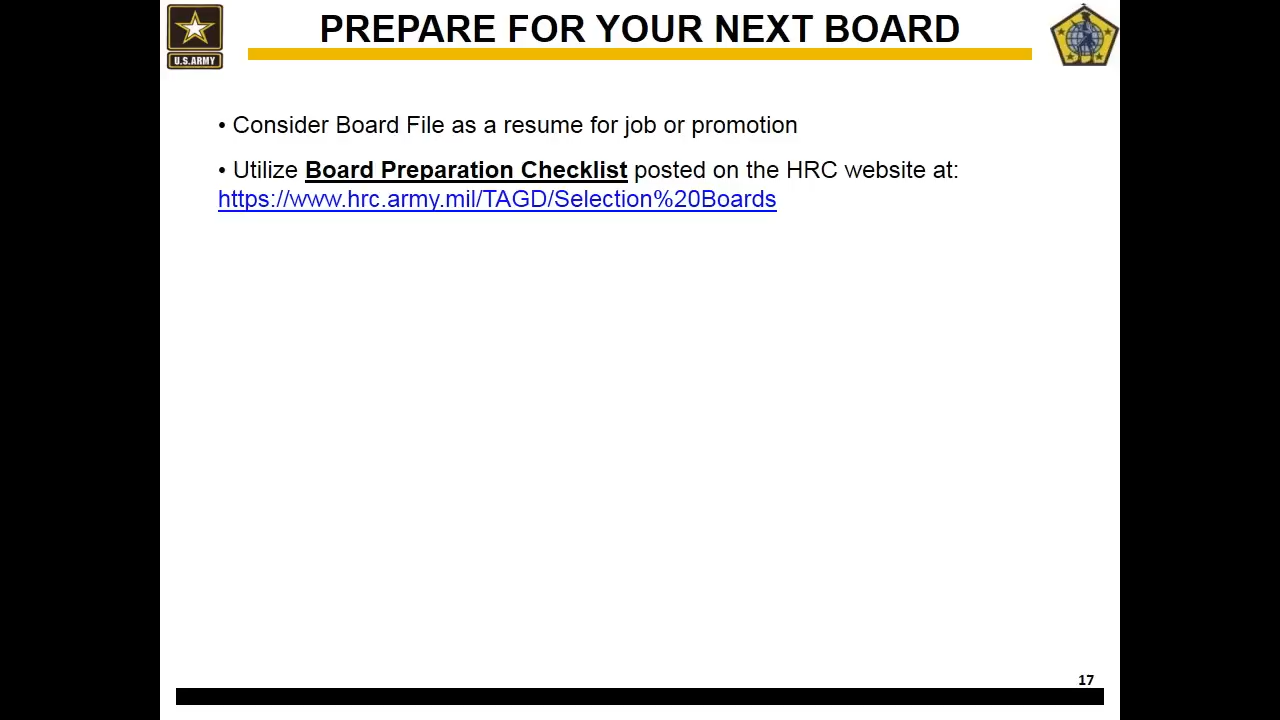 PREPARE FOR YOUR NEXT BOARD
U.S.ARMY
• Consider Board File as a resume for job or promotion
• Utilize Board Preparation Checklist posted on the HRC website at:
https://www.hrc.army.mil/TAGD/Selection%20Boards
17